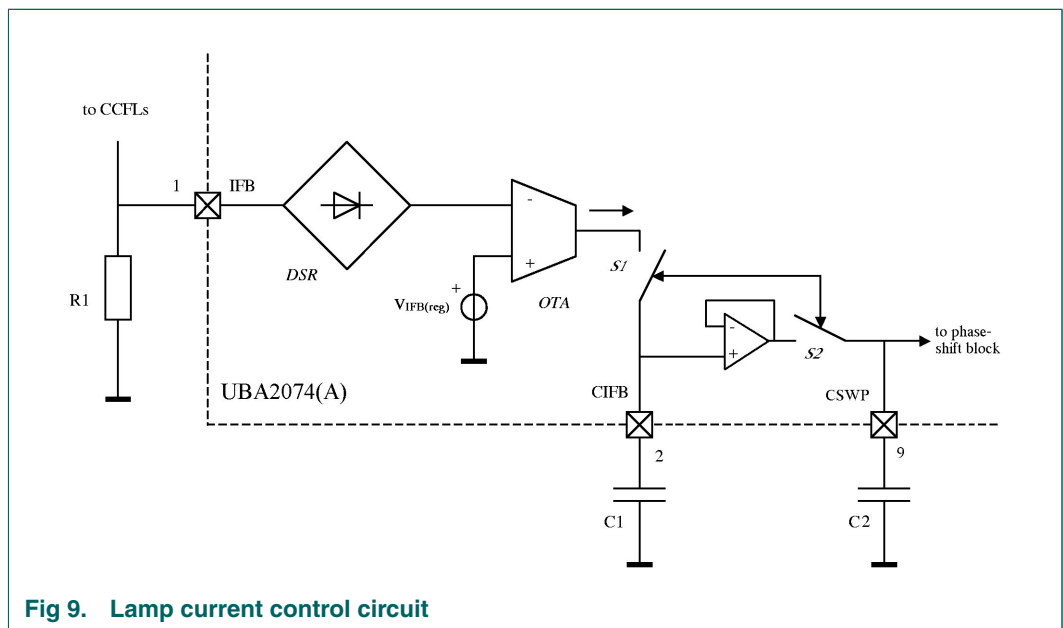 to CCFLs
1
IFB
DSR
R1
-
+
+
VIFB(reg)
OTA
S1
-
+
S2
to phase-
shift block
UBA2074(A)
CIFB
CSWP
2
9
C1
C2
Fig 9. Lamp current control circuit